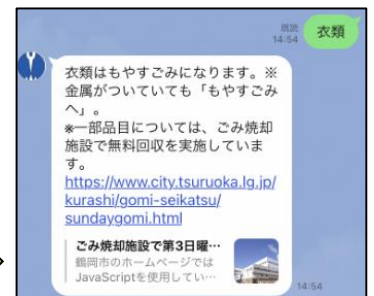 既読
14:54
衣類
衣類はもやすごみになります。※
金属がついていても「もやすごみ
へ」。
※一部品目については、ごみ焼却
施設で無料回収を実施していま
す。
https://www.city.tsuruoka.lg.jp/
kurashi/gomi-seikatsu/
sundaygomi.html
ごみ焼却施設で第3日曜…
鶴岡市のホームページでは
JavaScriptを使用してい…
14:54